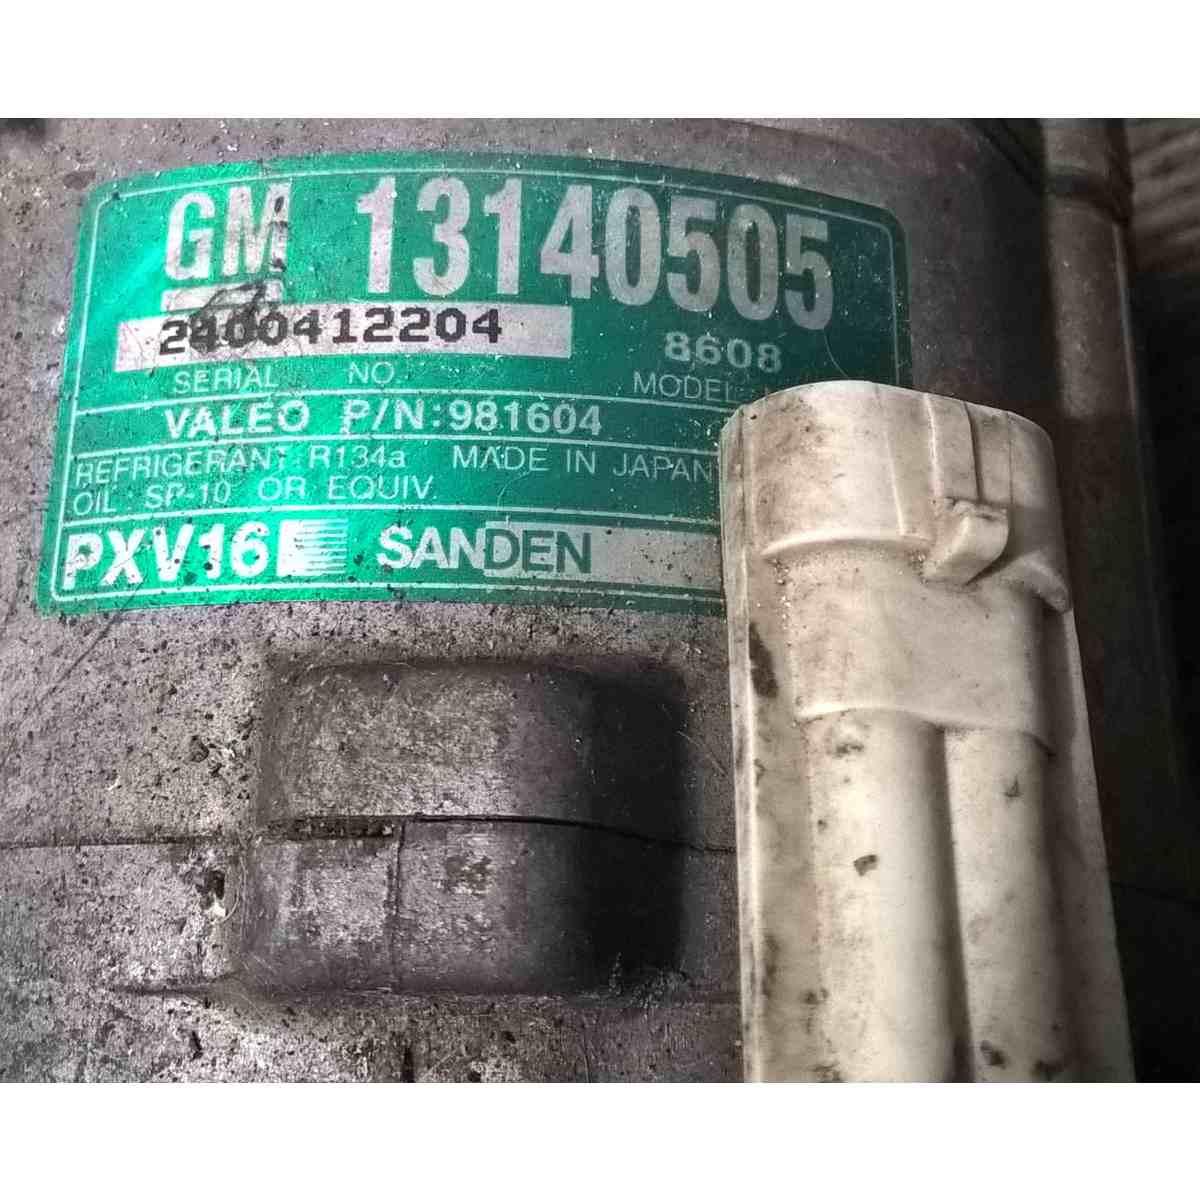 GM 13140505
2400412204 8608
SERIAL NO. MODEL
VALEO P/N:981604
REFRIGERANT: R134a MADE IN JAPAN
OIL: SP-10 OR EQUIV.
PXV16 SANDEN